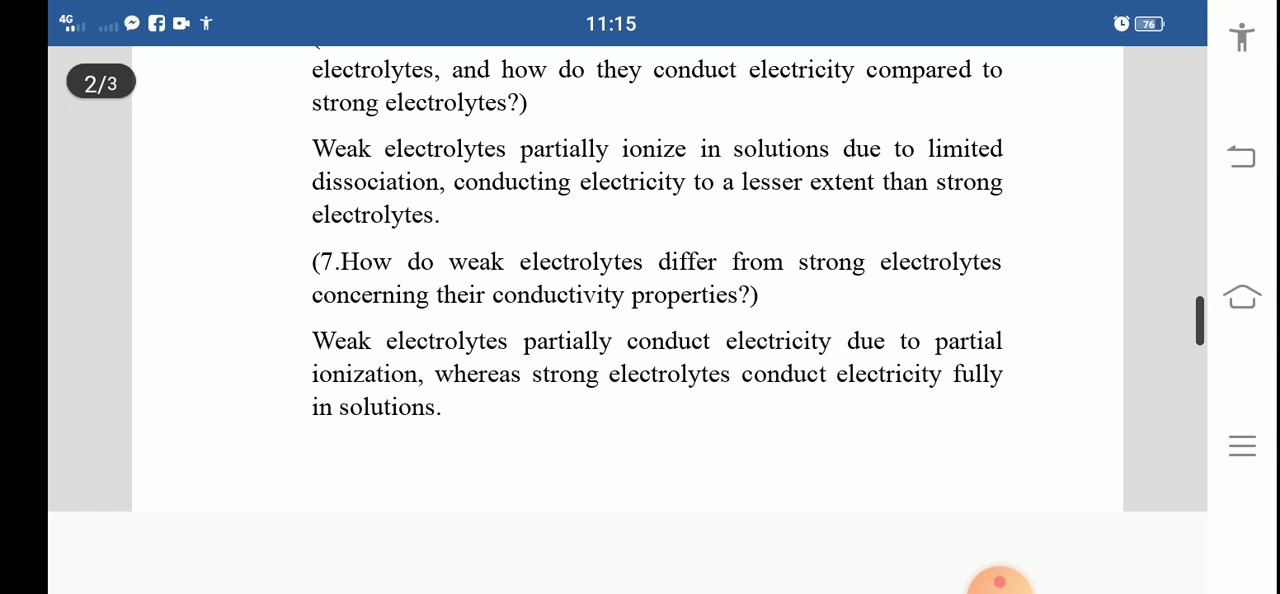 4G
11:15
76
2/3
electrolytes, and how do they conduct electricity compared to
strong electrolytes?)
Weak electrolytes partially ionize in solutions due to limited
dissociation, conducting electricity to a lesser extent than strong
electrolytes.
(7.How do weak electrolytes differ from strong electrolytes
concerning their conductivity properties?)
Weak electrolytes partially conduct electricity due to partial
ionization, whereas strong electrolytes conduct electricity fully
in solutions.